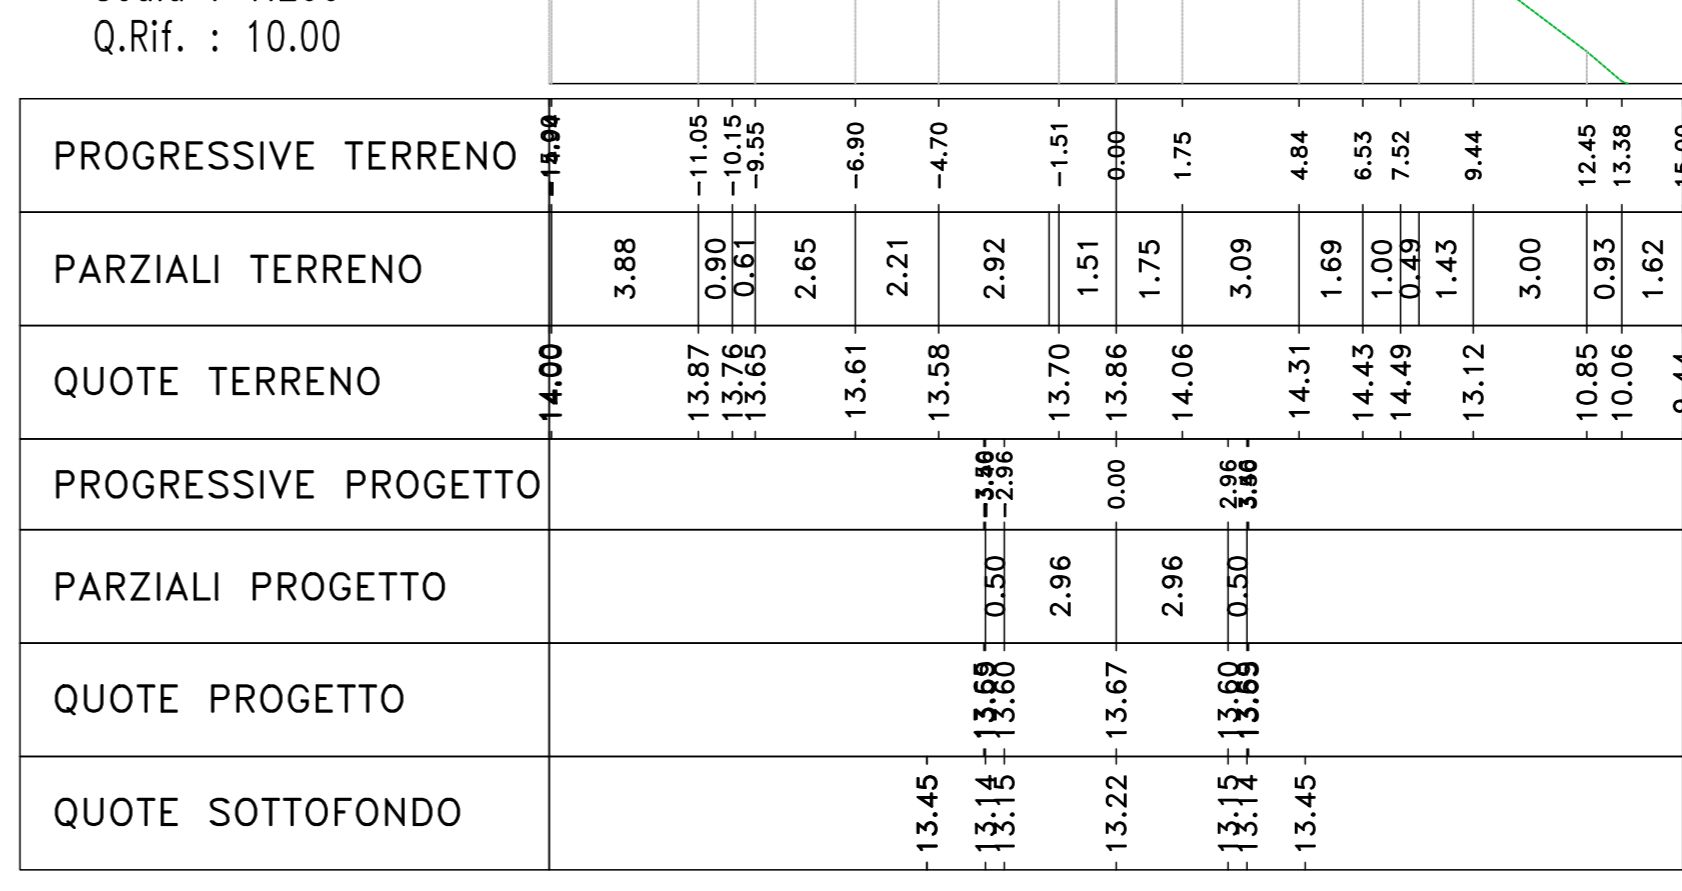 Q.Rif. : 10.00
PROGRESSIVE TERRENO -11.05 -10.15 -9.55 -6.90 -4.70 -1.51 0.00 1.75 4.84 6.53 7.52 9.44 12.45 13.38
PARZIALI TERRENO 3.88 0.90 0.61 2.65 2.21 2.92 1.51 1.75 3.09 1.69 1.00 0.49 1.43 3.00 0.93 1.62
QUOTE TERRENO 14.00 13.87 13.76 13.65 13.61 13.58 13.70 13.86 14.06 14.31 14.43 14.49 13.12 10.85 10.06
PROGRESSIVE PROGETTO -2.96 0.00 2.96
PARZIALI PROGETTO 0.50 2.96 2.96 0.50
QUOTE PROGETTO 13.60 13.67 13.60
QUOTE SOTTOFONDO 13.45 13.14 13.15 13.22 13.15 13.14 13.45